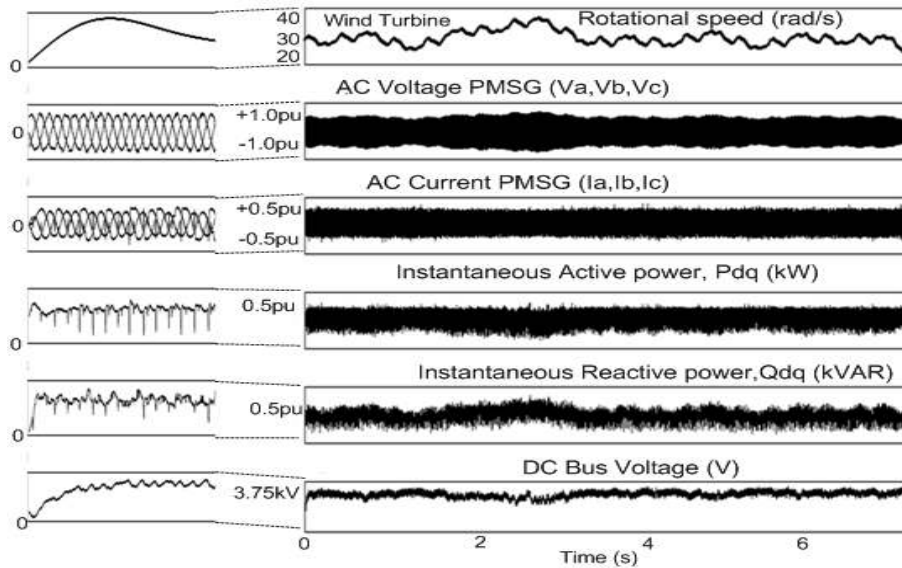 Wind Turbine Rotational speed (rad/s)
40
30
20
0
AC Voltage PMSG (Va,Vb,Vc)
+1.0pu
0
-1.0pu
AC Current PMSG (Ia,Ib,Ic)
+0.5pu
0
-0.5pu
Instantaneous Active power, Pdq (kW)
0.5pu
0
Instantaneous Reactive power,Qdq (kVAR)
0.5pu
0
DC Bus Voltage (V)
3.75kV
0
0 2 4 6
Time (s)